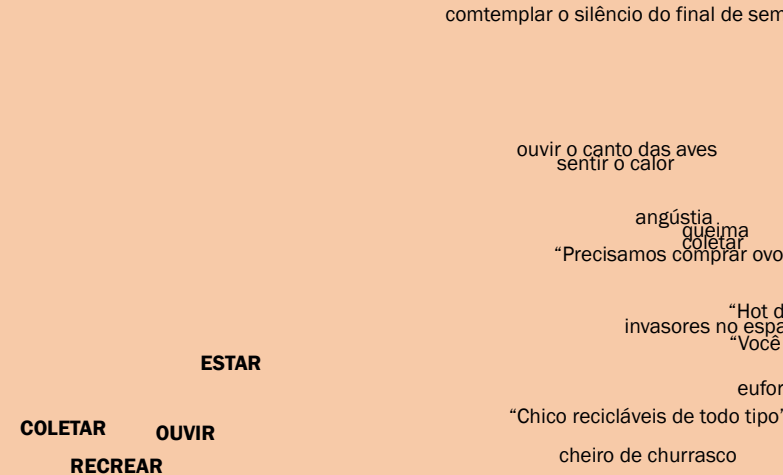 comtemplar o silêncio do final de sem
ouvir o canto das aves
sentir o calor
angústia
queima
coletar
“Precisamos comprar ovo
“Hot d
invasores no espa
“Você
ESTAR
eufor
“Chico recicláveis de todo tipo”
COLETAR
OUVIR
cheiro de churrasco
RECREAR